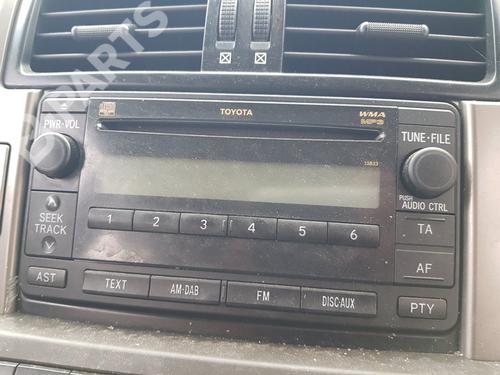 B-PARTS
TOYOTA
WMA
MP3
PWR·VOL
TUNE·FILE
13833
PUSH
AUDIO CTRL
SEEK
TRACK
1 2 3 4 5 6
TA
AF
AST
TEXT
AM·DAB
FM
DISC·AUX
PTY